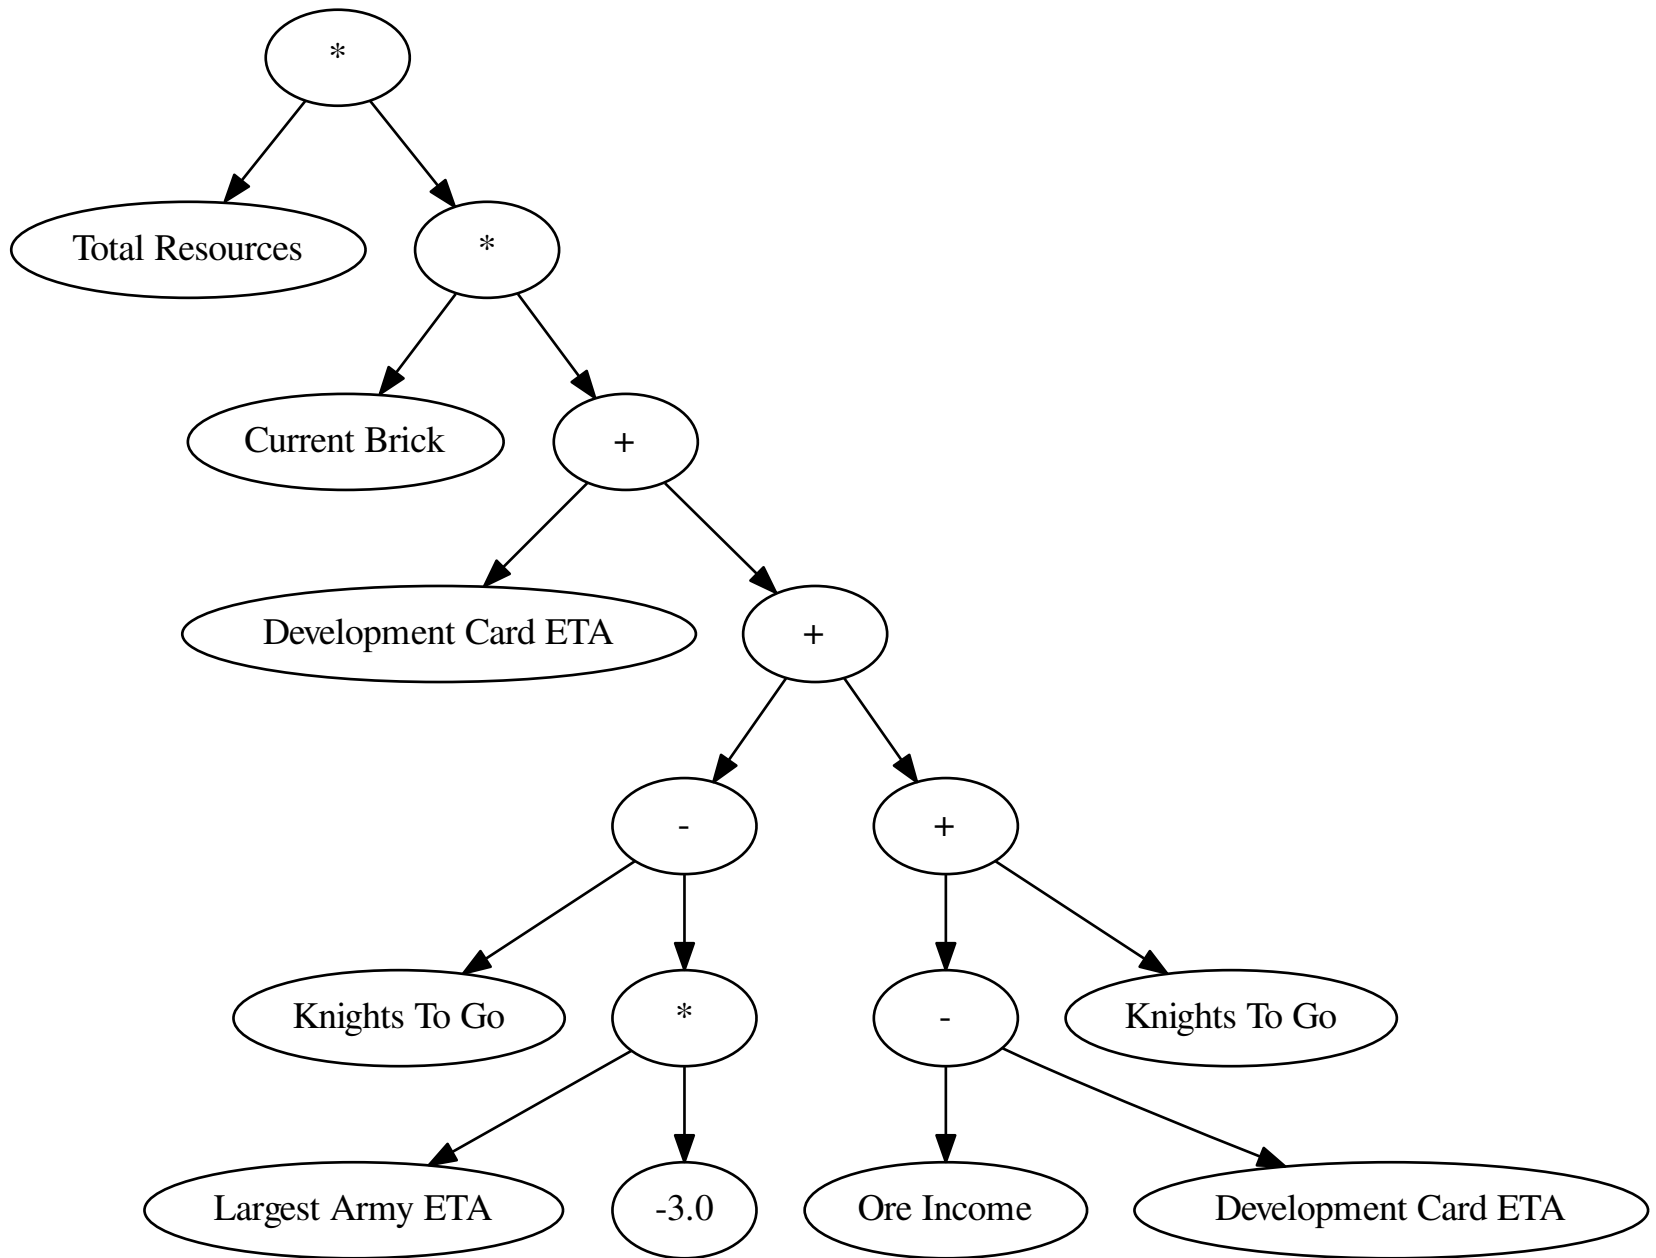 *
Total Resources
*
Current Brick
+
Development Card ETA
+
-
+
Knights To Go
*
-
Knights To Go
Largest Army ETA
-3.0
Ore Income
Development Card ETA